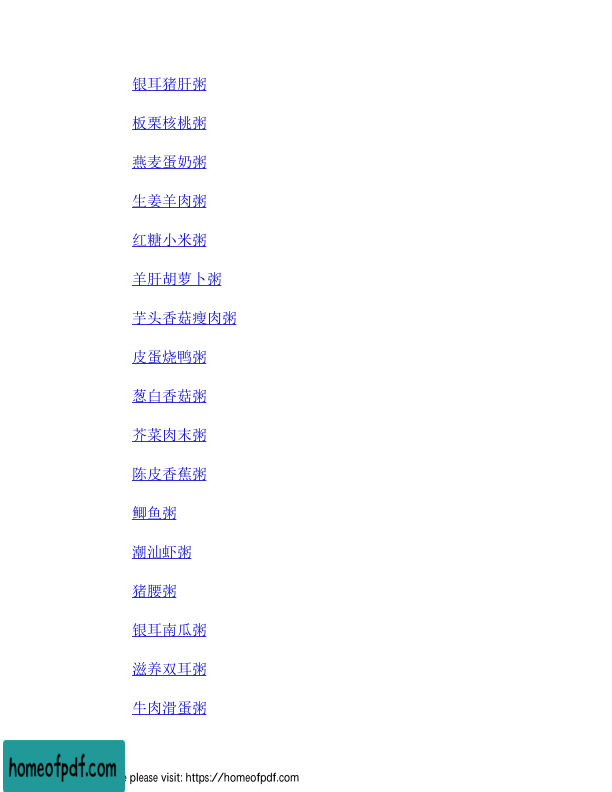 银耳猪肝粥
板栗核桃粥
燕麦蛋奶粥
生姜羊肉粥
红糖小米粥
羊肝胡萝卜粥
芋头香菇瘦肉粥
皮蛋烧鸭粥
葱白香菇粥
芥菜肉末粥
陈皮香蕉粥
鲫鱼粥
潮汕虾粥
猪腰粥
银耳南瓜粥
滋养双耳粥
牛肉滑蛋粥
homeofpdf.com
please visit: https://homeofpdf.com